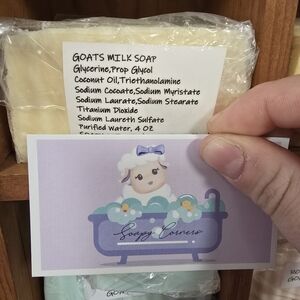 GOATS MILK SOAP
Glycerine,Prop Glycol
Coconut Oil,Triethanolamine
Sodium Cocoate,Sodium Myristate
Sodium Laurate,Sodium Stearate
Titanium Dioxide
Sodium Laureth Sulfate
Purified Water, 4 OZ
Soapy Corner